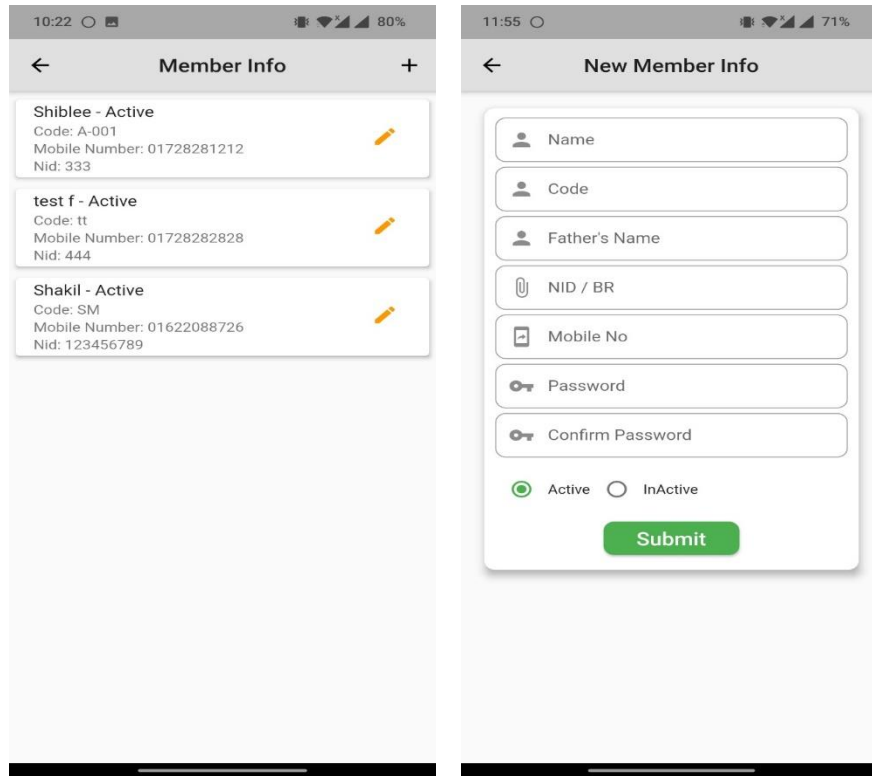 10:22
80%
Member Info
+
Shiblee - Active
Code: A-001
Mobile Number: 01728281212
Nid: 333
test f - Active
Code: tt
Mobile Number: 01728282828
Nid: 444
Shakil - Active
Code: SM
Mobile Number: 01622088726
Nid: 123456789
11:55
71%
New Member Info
Name
Code
Father's Name
NID / BR
Mobile No
Password
Confirm Password
Active InActive
Submit